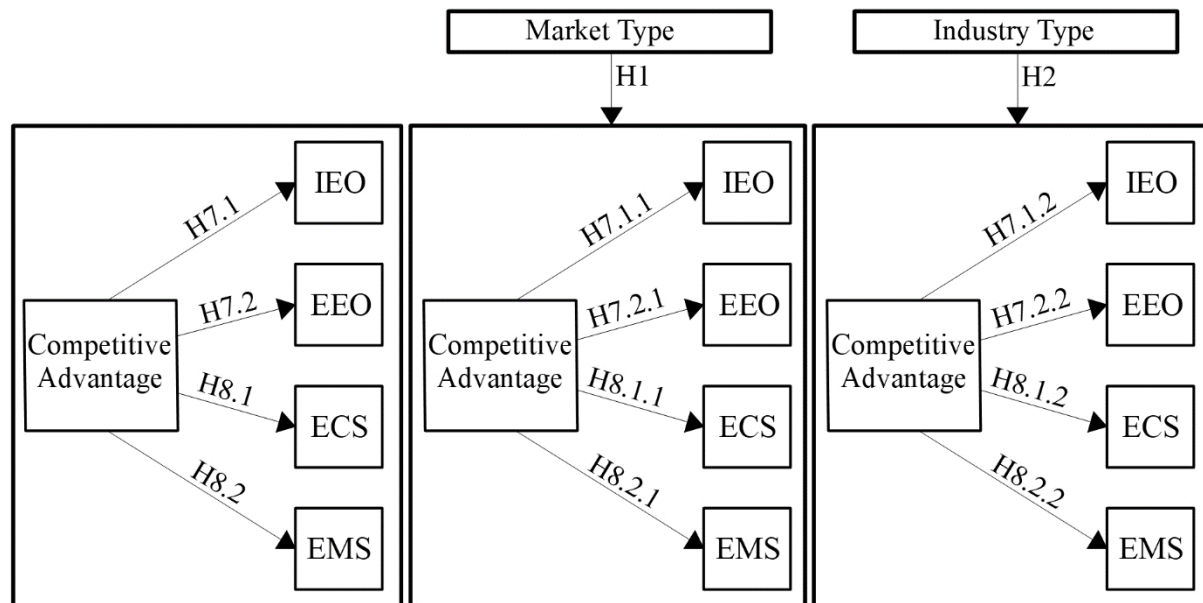 Market Type
Industry Type
H1
H2
IEO
H7.1
EEO
H7.2
Competitive
Advantage
H8.1
ECS
H8.2
EMS
IEO
H7.1.1
EEO
H7.2.1
Competitive
Advantage
H8.1.1
ECS
H8.2.1
EMS
IEO
H7.1.2
EEO
H7.2.2
Competitive
Advantage
H8.1.2
ECS
H8.2.2
EMS